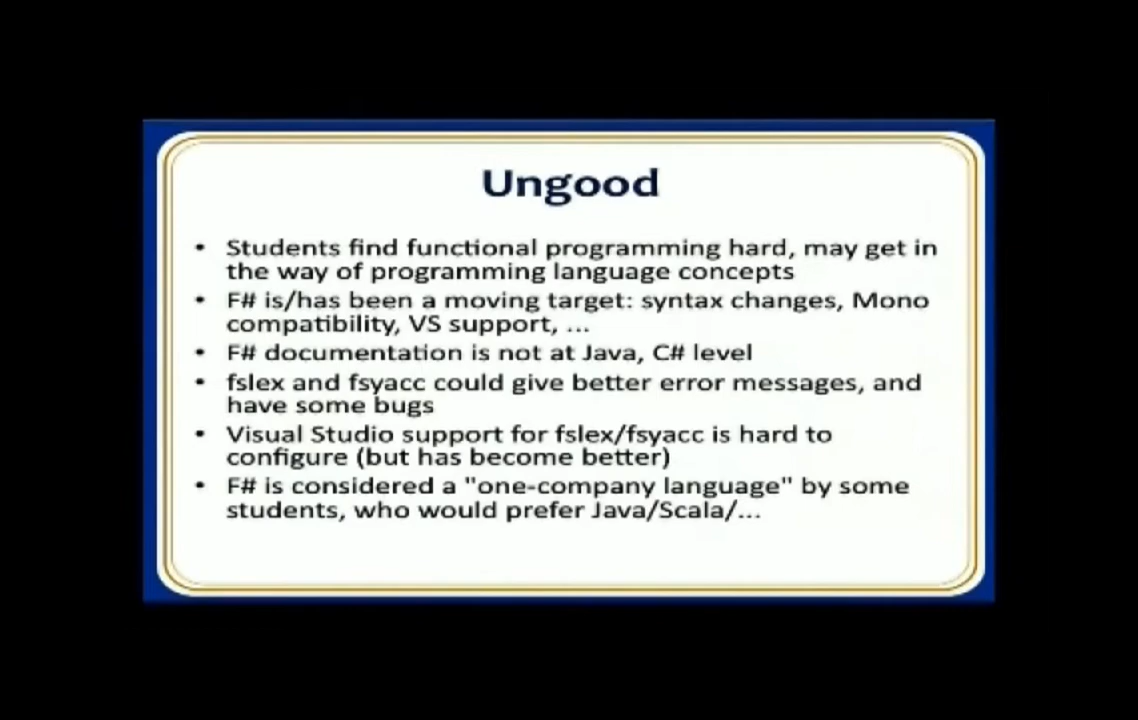 Ungood
• Students find functional programming hard, may get in
the way of programming language concepts
• F# is/has been a moving target: syntax changes, Mono
compatibility, VS support, ...
• F# documentation is not at Java, C# level
• fslex and fsyacc could give better error messages, and
have some bugs
• Visual Studio support for fslex/fsyacc is hard to
configure (but has become better)
• F# is considered a "one-company language" by some
students, who would prefer Java/Scala/...